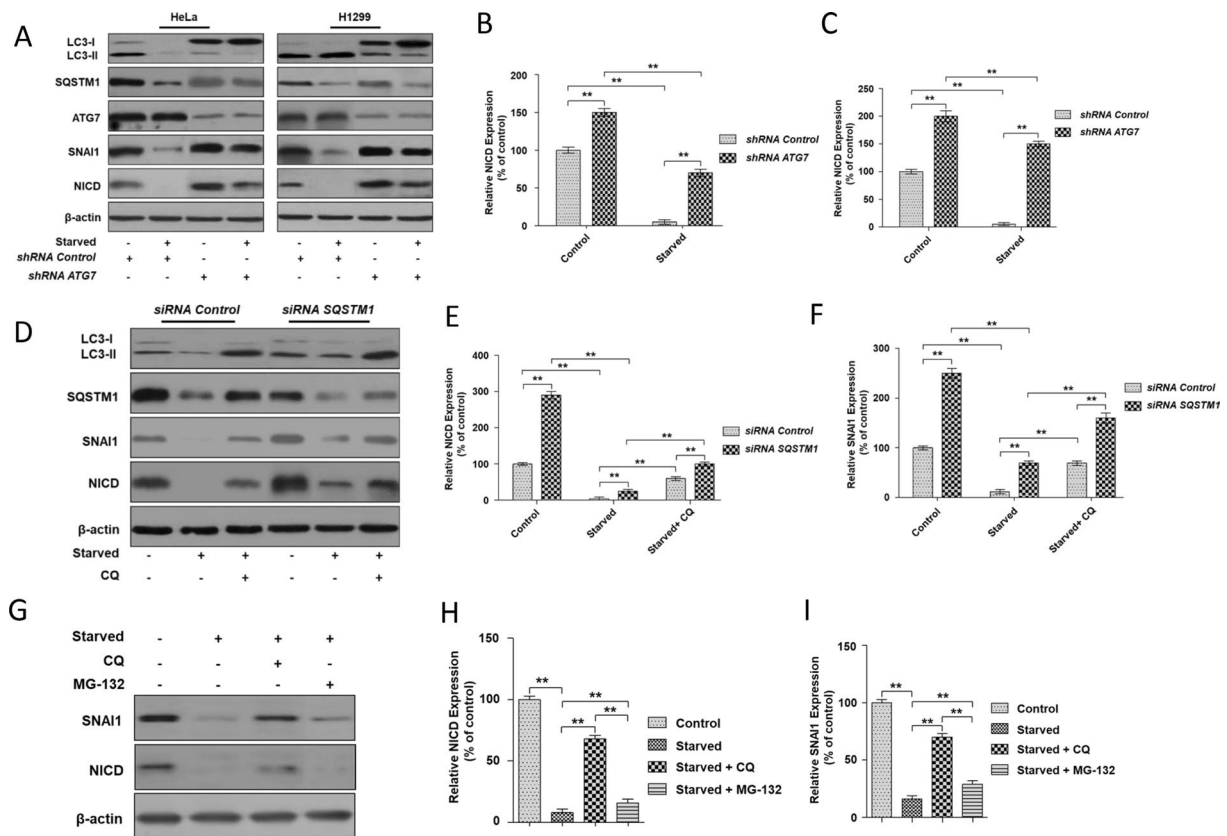 A
HeLa
H1299
LC3-I
LC3-II
SQSTM1
ATG7
SNAI1
NICD
β-actin
Starved - + - + - + - +
shRNA Control + + - - + + - -
shRNA ATG7 - - + + - - + +
B
Relative NICD Expression
(% of control)
200
150
100
50
0
**
**
**
**
Control
Starved
shRNA Control
shRNA ATG7
C
Relative NICD Expression
(% of control)
250
200
150
100
50
0
**
**
**
**
Control
Starved
shRNA Control
shRNA ATG7
D
siRNA Control
siRNA SQSTM1
LC3-I
LC3-II
SQSTM1
SNAI1
NICD
β-actin
Starved - + + - + +
CQ - - + - - +
E
Relative NICD Expression
(% of control)
400
300
200
100
0
**
**
**
**
**
**
**
Control
Starved
Starved+ CQ
siRNA Control
siRNA SQSTM1
F
Relative SNAI1 Expression
(% of control)
300
200
100
0
**
**
**
**
**
**
**
Control
Starved
Starved+ CQ
siRNA Control
siRNA SQSTM1
G
Starved - + + +
CQ - - + -
MG-132 - - - +
SNAI1
NICD
β-actin
H
Relative NICD Expression
(% of control)
150
100
50
0
**
**
**
**
Control
Starved
Starved + CQ
Starved + MG-132
I
Relative SNAI1 Expression
(% of control)
150
100
50
0
**
**
**
**
Control
Starved
Starved + CQ
Starved + MG-132